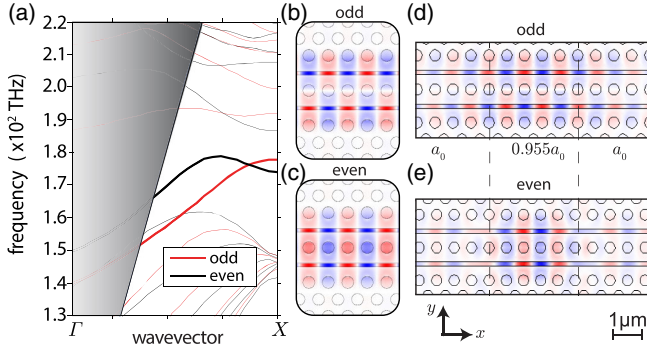 (a)
2.2
2.1
2.0
1.9
1.8
1.7
1.6
1.5
1.4
1.3
frequency (x10² THz)
Γ
wavevector
X
odd
even
(b)
odd
(c)
even
(d)
odd
a₀
0.955a₀
a₀
(e)
even
y
x
1μm